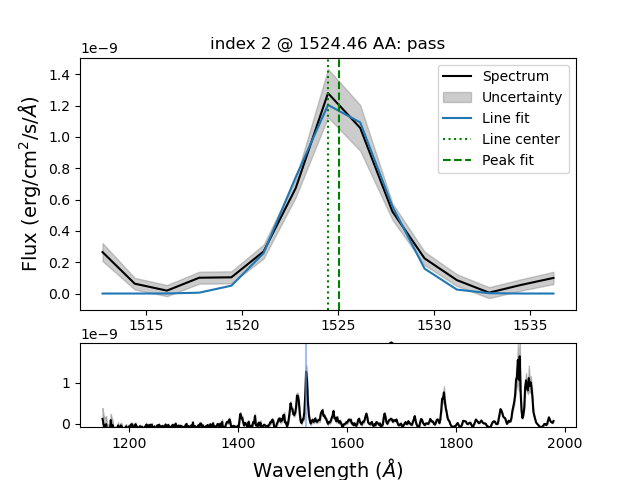 index 2 @ 1524.46 AA: pass
1e−9
1.4
1.2
1.0
0.8
0.6
0.4
0.2
0.0
Flux (erg/cm²/s/Å)
Spectrum
Uncertainty
Line fit
Line center
Peak fit
1515 1520 1525 1530 1535
1e−9
1
0
1200 1400 1600 1800 2000
Wavelength (Å)